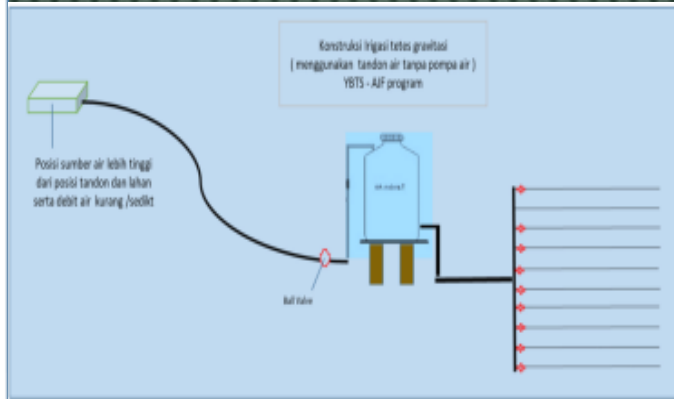 Konstruksi Irigasi tetes gravitasi
( menggunakan tandon air tanpa pompa air )
YBTS - AJF program
Posisi sumber air lebih tinggi
dari posisi tandon dan lahan
serta debit air kurang /sedikt
Ball Valve